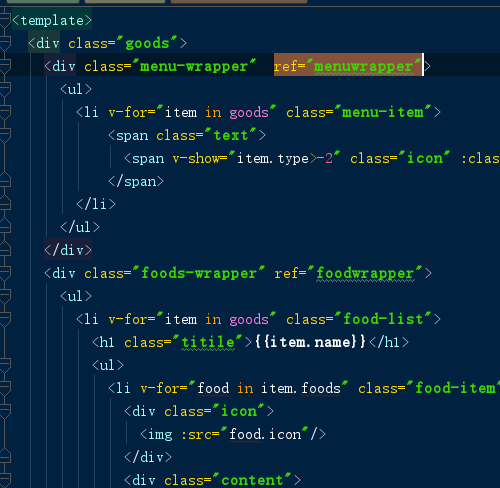 <template>
<div class="goods">
<div class="menu-wrapper" ref="menuwrapper">
<ul>
<li v-for="item in goods" class="menu-item">
<span class="text">
<span v-show="item.type>-2" class="icon" :clas
</span>
</li>
</ul>
</div>
<div class="foods-wrapper" ref="foodwrapper">
<ul>
<li v-for="item in goods" class="food-list">
<h1 class="titile">{{item.name}}</h1>
<ul>
<li v-for="food in item.foods" class="food-item"
<div class="icon">
<img :src="food.icon"/>
</div>
<div class="content">